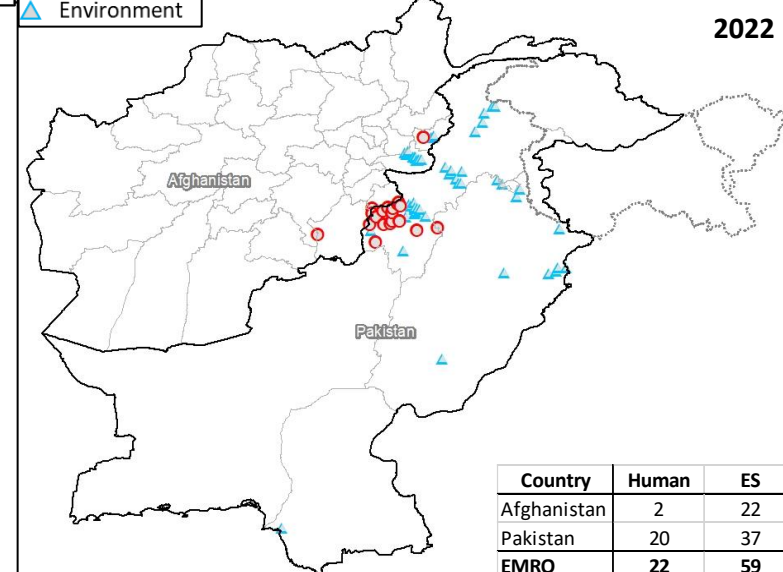 Environment
2022
Afghanistan
Pakistan
Country Human ES
Afghanistan 2 22
Pakistan 20 37
EMRO 22 59